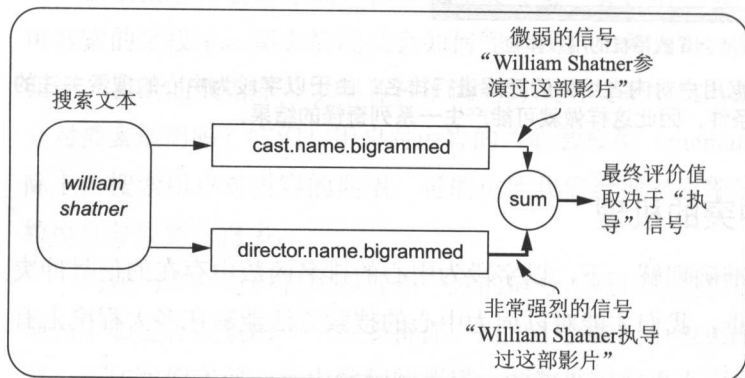 搜索文本
william
shatner
cast.name.bigrammed
director.name.bigrammed
微弱的信号
“William Shatner参
演过这部影片”
sum
最终评价值
取决于“执
导”信号
非常强烈的信号
“William Shatner执导
过这部影片”